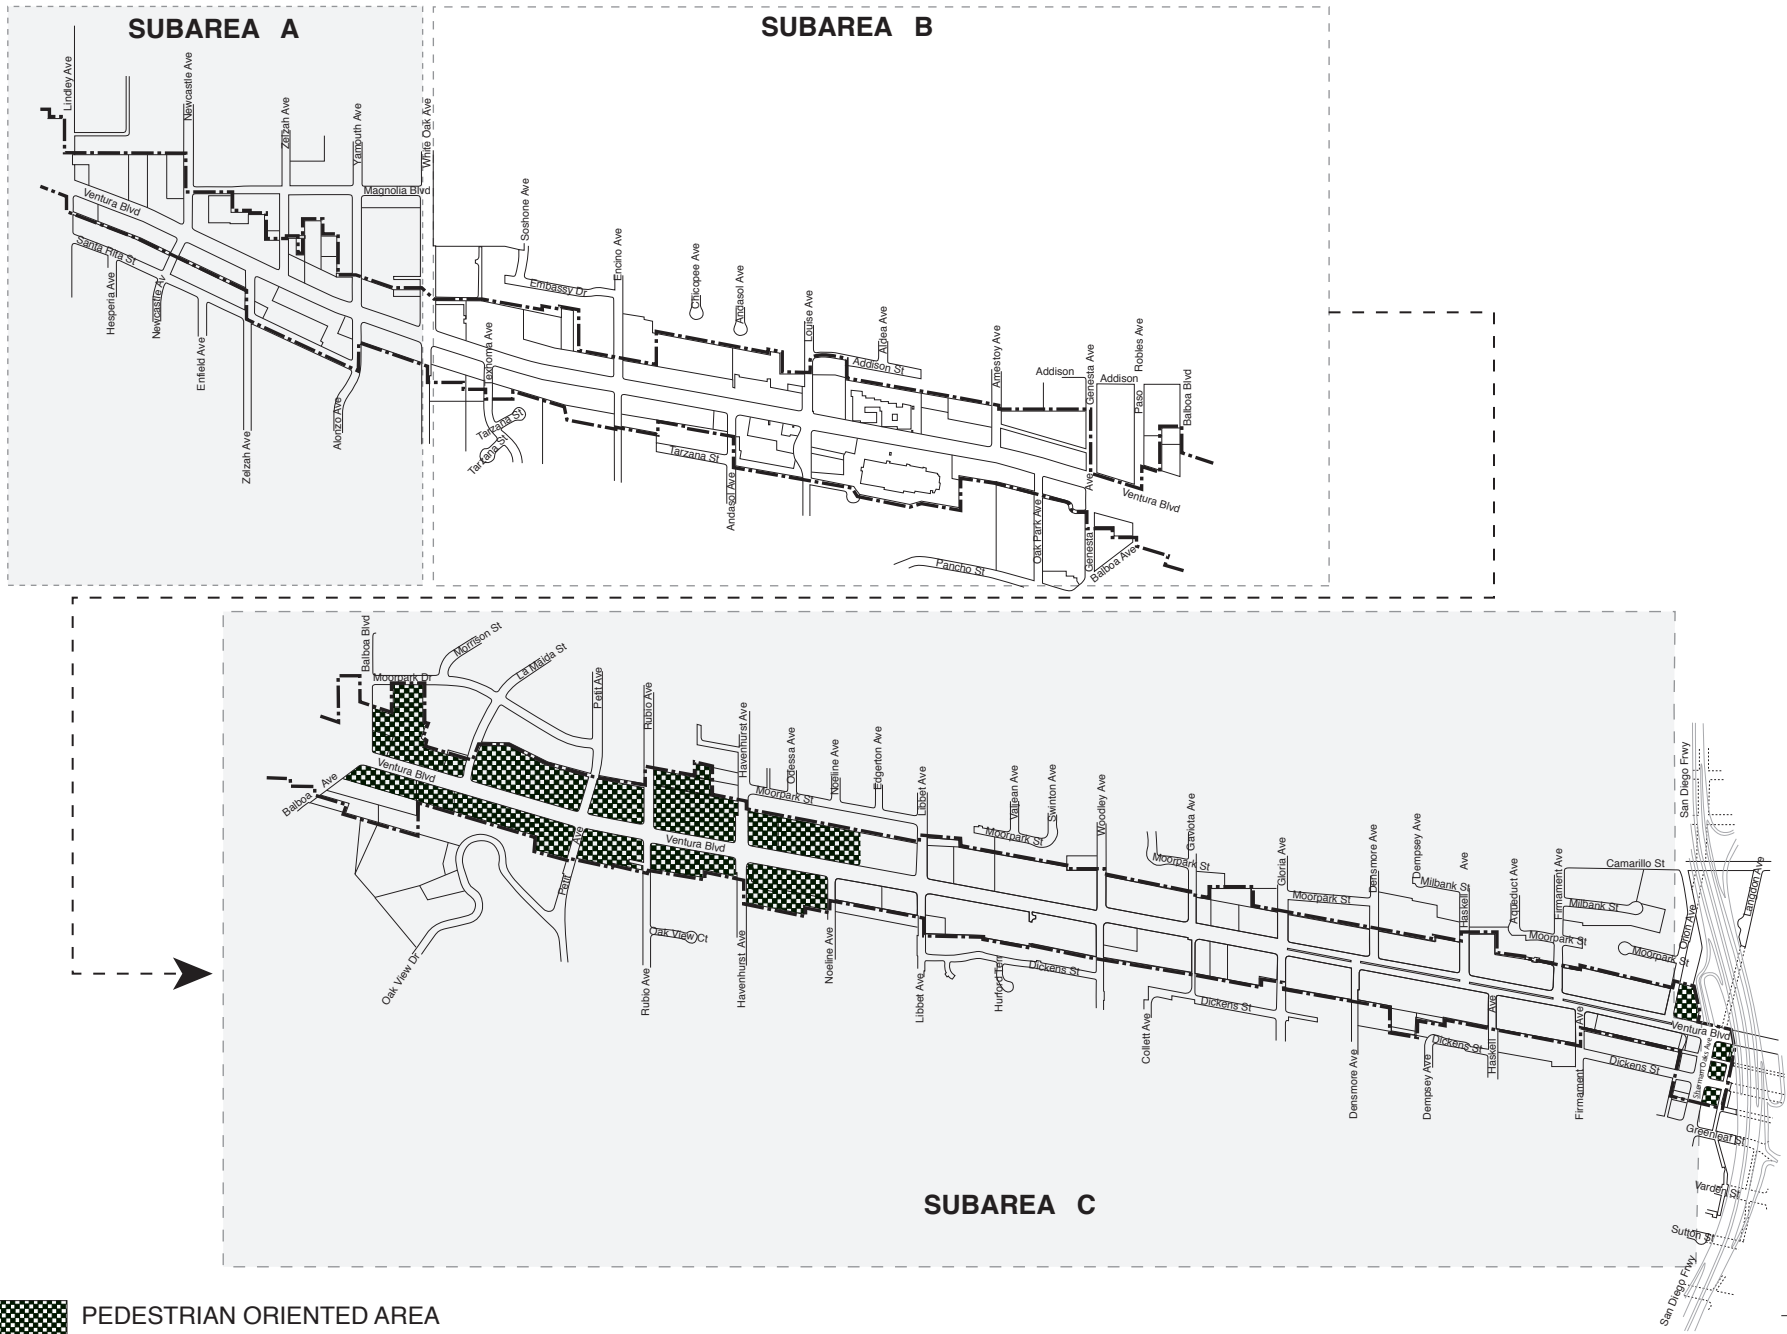 SUBAREA A
SUBAREA B
Lindley Ave
Newcastle Ave
Zelzah Ave
Yamouth Ave
White Oak Ave
Magnolia Blvd
Ventura Blvd
Santa Rita St
Hesperia Ave
Newcastle Av
Enfield Ave
Zelzah Ave
Alonzo Ave
Soshone Ave
Embassy Dr
Encino Ave
Chicopee Ave
Andasol Ave
Louise Ave
Aldea Ave
Addison St
Texhoma Ave
Tarzana St
Tarzana St
Tarzana St
Andasol Ave
Amestoy Ave
Addison
Genesta Ave
Addison
Paso
Robles Ave
Balboa Blvd
Ventura Blvd
Oak Park Ave
Genesta
Ave
Balboa Ave
Pancho St
Balboa Blvd
Moorpark Dr
Morrison St
La Maida St
Petit Ave
Rubio Ave
Havenhurst Ave
Odessa Ave
Noeline Ave
Edgerton Ave
Moorpark St
Libbet Ave
Valjean Ave
Swinton Ave
Moorpark St
Woodley Ave
Gaviota Ave
Moorpark St
Gloria Ave
Moorpark St
Densmore Ave
Dempsey Ave
Milbank St
Haskell
Ave
Aqueduct Ave
Firmament Ave
Camarillo St
Milbank St
Moorpark St
Moorpark St
Orion Ave
Langdon Ave
San Diego Frwy
Balboa
Ave
Ventura Blvd
Ventura Blvd
Petit
Ave
Oak View Dr
Oak View Ct
Rubio Ave
Havenhurst Ave
Noeline Ave
Libbet Ave
Hurford Terr
Dickens St
Collett Ave
Dickens St
Densmore Ave
Dempsey Ave
Dickens St
Haskell
Ave
Firmament
Ave
Dickens St
Ventura Blvd
Sherman Oaks Ave
Greenleaf St
Varden St
Sutton St
San Diego Frwy
SUBAREA C
PEDESTRIAN ORIENTED AREA